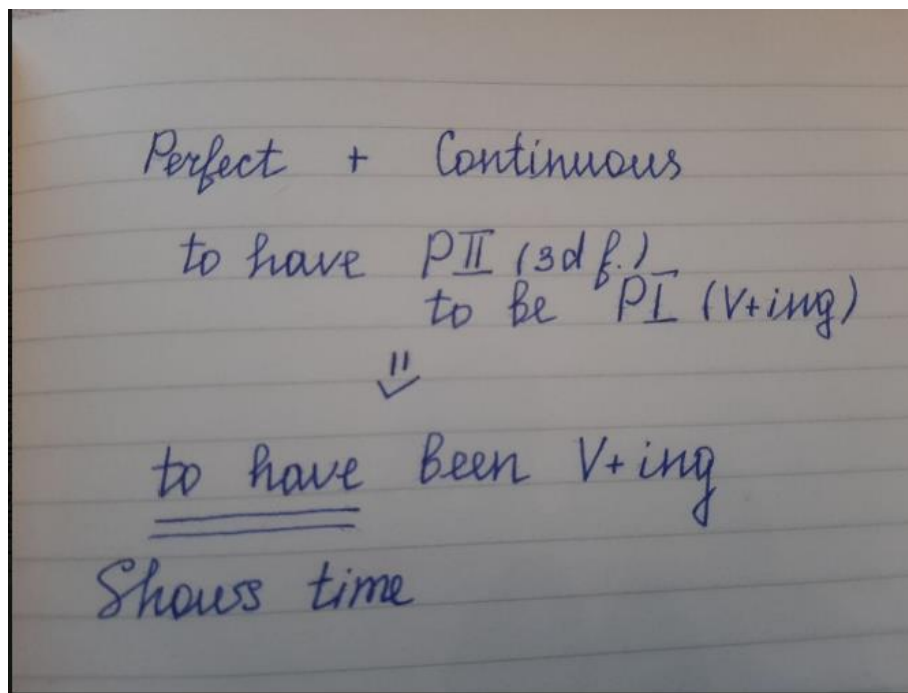 Perfect + Continuous
to have PII (3d f.)
to be PI (V+ing)
to have been V+ing
Shows time